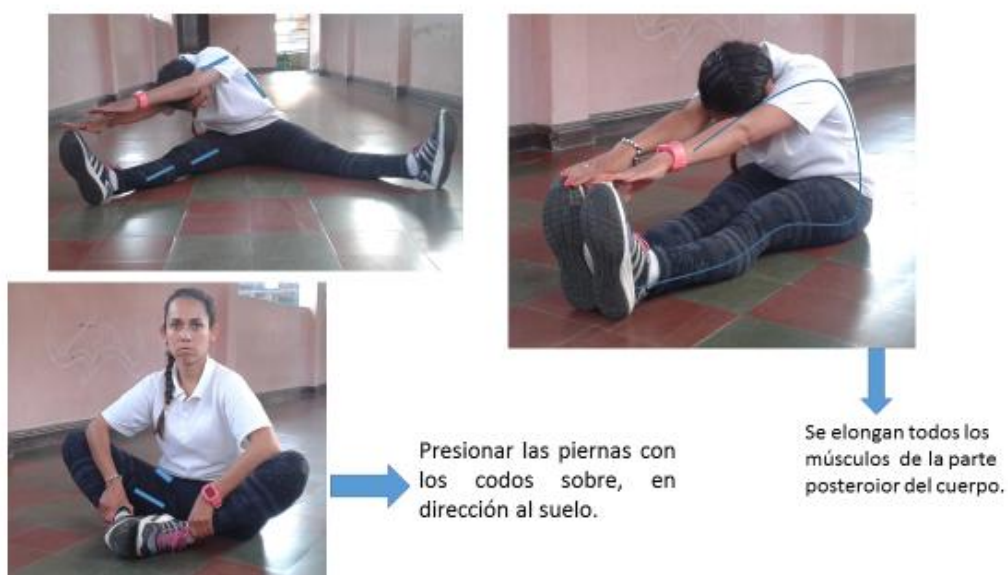 Presionar las piernas con
los codos sobre, en
dirección al suelo.
Se elongan todos los
músculos de la parte
posteroior del cuerpo.